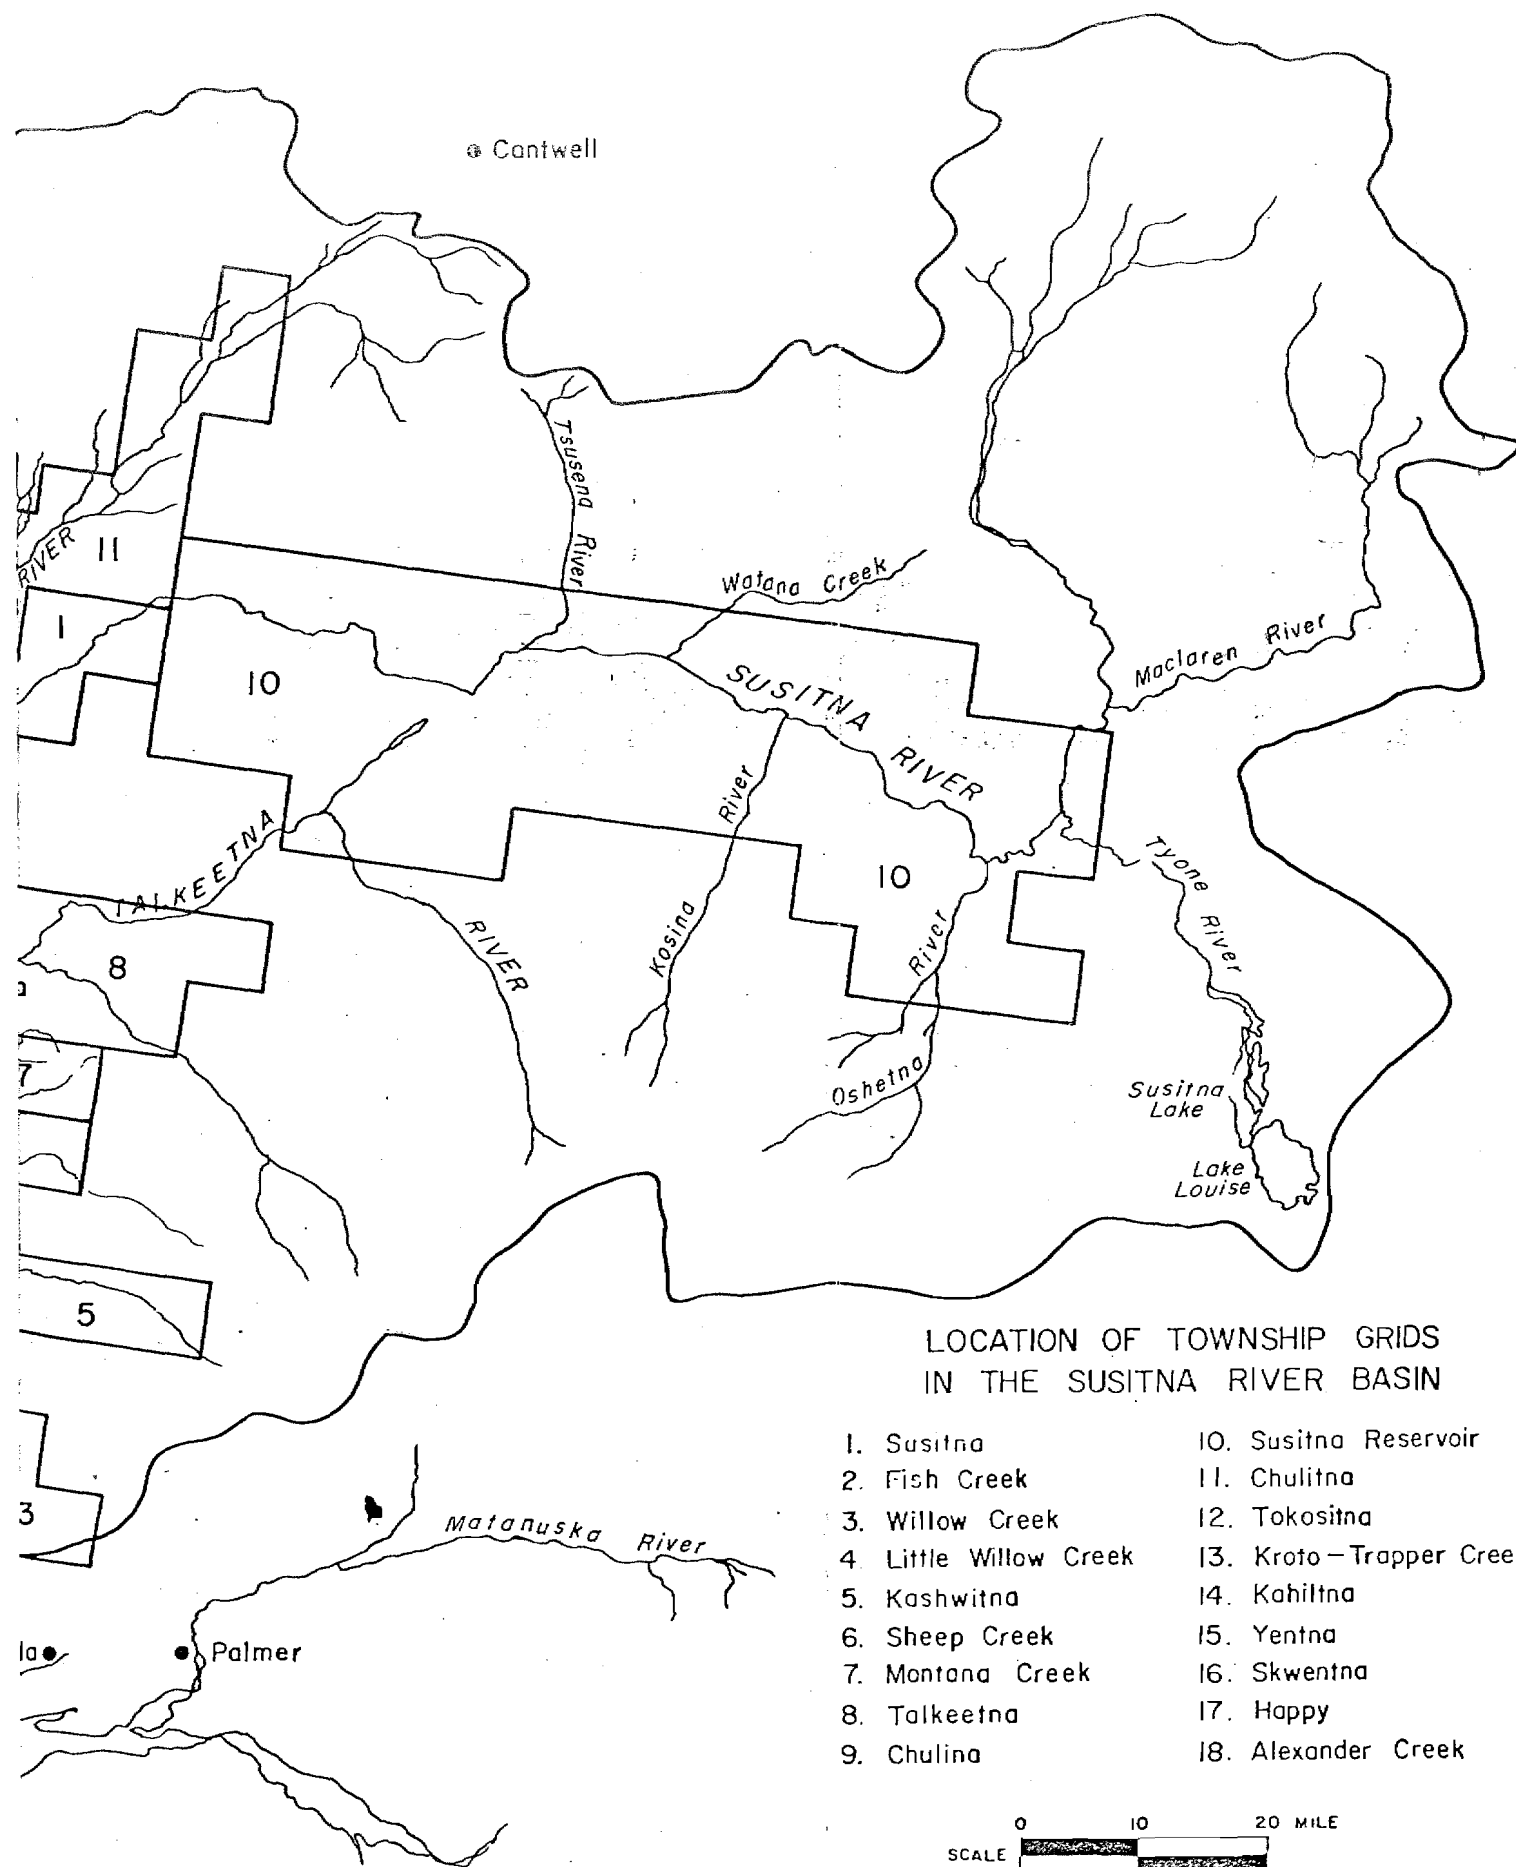 Cantwell
Tsusena River
RIVER
11
Watana Creek
1
Maclaren River
10
SUSITNA RIVER
River
TALKEETNA
Tyone River
10
Kosina
RIVER
River
8
a
7
Oshetna
Susitna
Lake
Lake
Louise
5
LOCATION OF TOWNSHIP GRIDS
IN THE SUSITNA RIVER BASIN
1. Susitna
2. Fish Creek
3. Willow Creek
4 Little Willow Creek
5. Kashwitna
6. Sheep Creek
7. Montana Creek
8. Talkeetna
9. Chulina
10. Susitna Reservoir
11. Chulitna
12. Tokositna
13. Kroto-Trapper Cree
14. Kahiltna
15. Yentna
16. Skwentna
17. Happy
18. Alexander Creek
3
Matanuska River
la
Palmer
0 10 20 MILE
SCALE